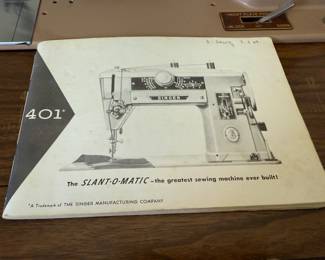 401*
SINGER
The SLANT-O-MATIC—the greatest sewing machine ever built!
*A Trademark of THE SINGER MANUFACTURING COMPANY